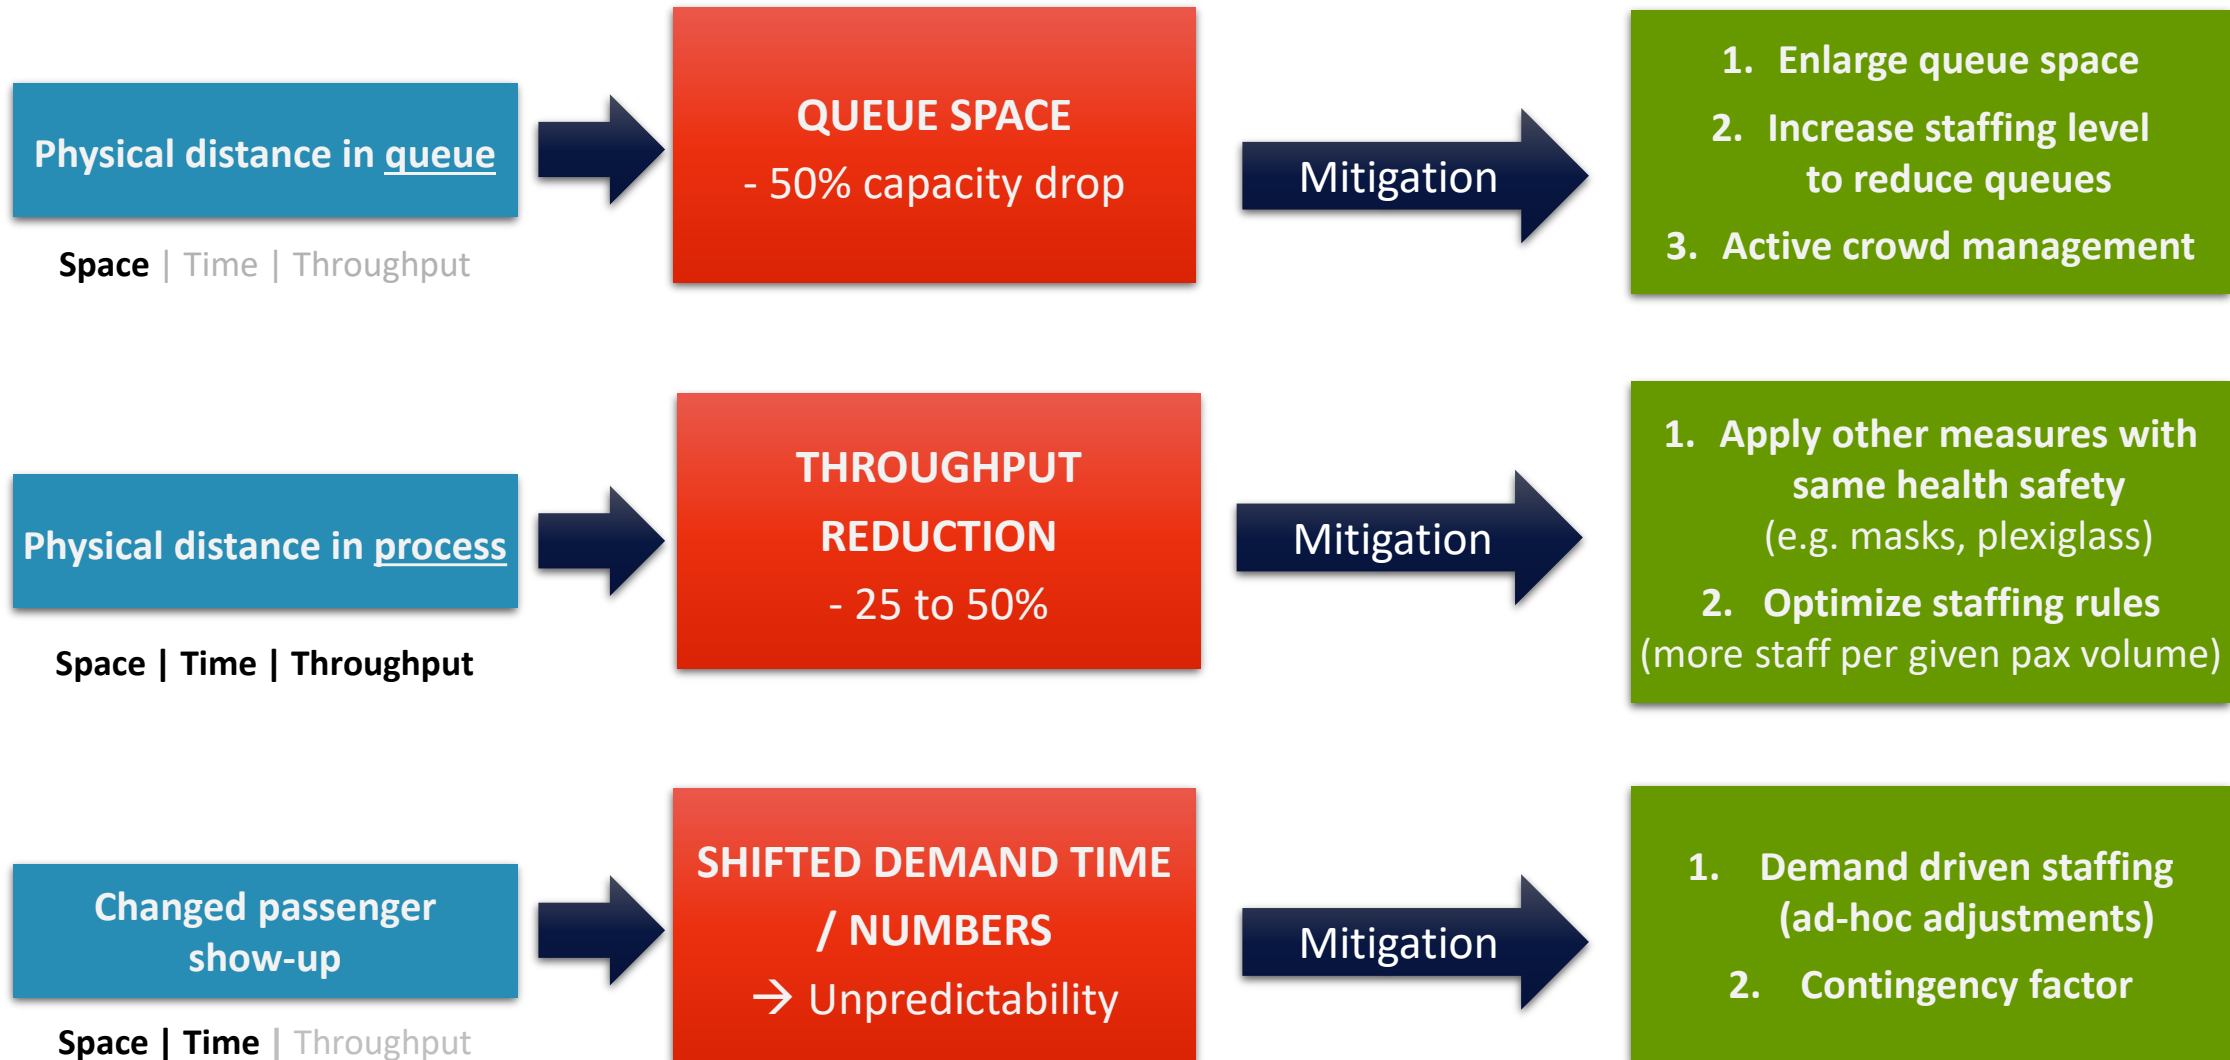 Physical distance in queue
Space | Time | Throughput
QUEUE SPACE
- 50% capacity drop
Mitigation
1. Enlarge queue space
2. Increase staffing level
to reduce queues
3. Active crowd management
Physical distance in process
Space | Time | Throughput
THROUGHPUT
REDUCTION
- 25 to 50%
Mitigation
1. Apply other measures with
same health safety
(e.g. masks, plexiglass)
2. Optimize staffing rules
(more staff per given pax volume)
Changed passenger
show-up
Space | Time | Throughput
SHIFTED DEMAND TIME
/ NUMBERS
→ Unpredictability
Mitigation
1. Demand driven staffing
(ad-hoc adjustments)
2. Contingency factor